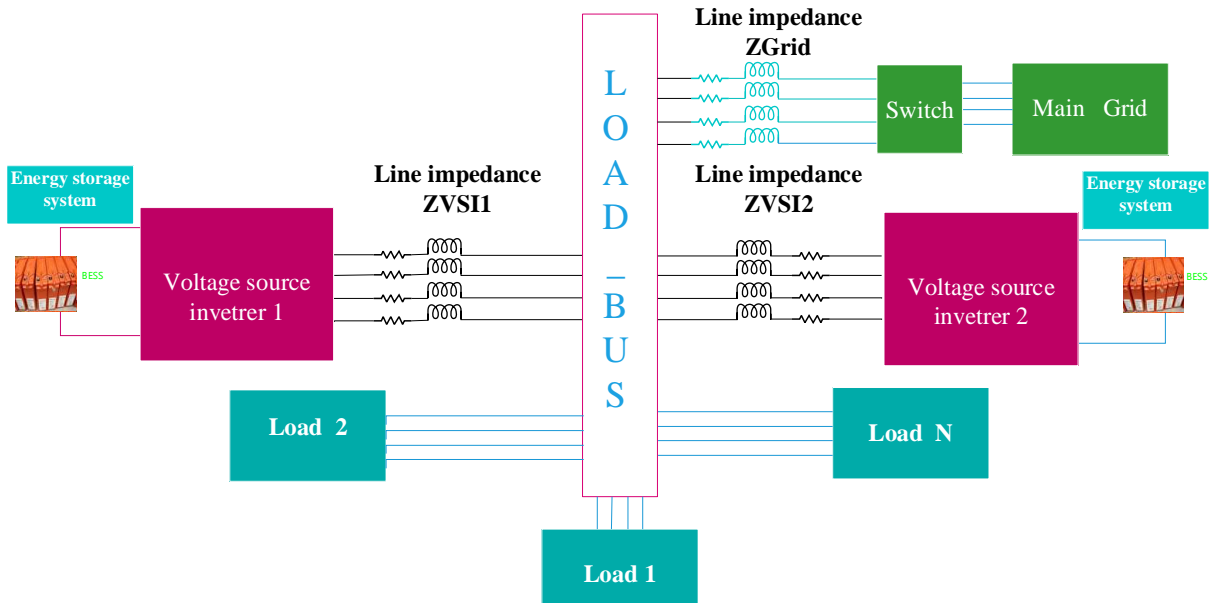 Line impedance
ZGrid
Switch
Main Grid
Energy storage
system
BESS
Voltage source
invetrer 1
Line impedance
ZVSI1
L
O
A
D
_
B
U
S
Line impedance
ZVSI2
Voltage source
invetrer 2
Energy storage
system
BESS
Load 2
Load N
Load 1